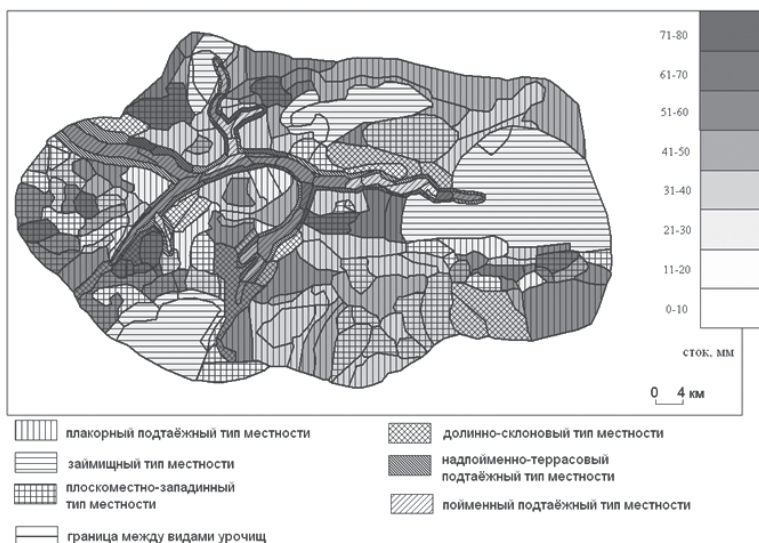 71-80
61-70
51-60
41-50
31-40
21-30
11-20
0-10
сток, мм
0 4 км
плакорный подтаёжный тип местности
займищный тип местности
плоскоместно-западинный
тип местности
граница между видами урочищ
долинно-склоновый тип местности
надпойменно-террасовый
подтаёжный тип местности
пойменный подтаёжный тип местности